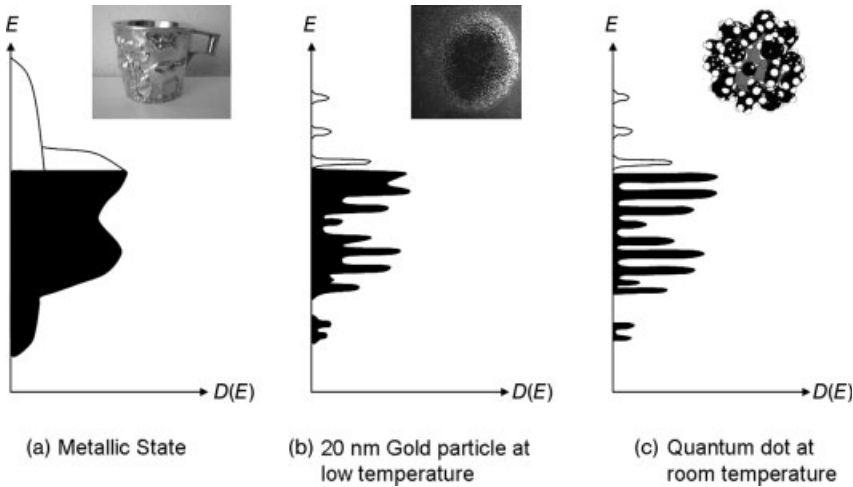 E
D(E)
(a) Metallic State
E
D(E)
(b) 20 nm Gold particle at
low temperature
E
D(E)
(c) Quantum dot at
room temperature